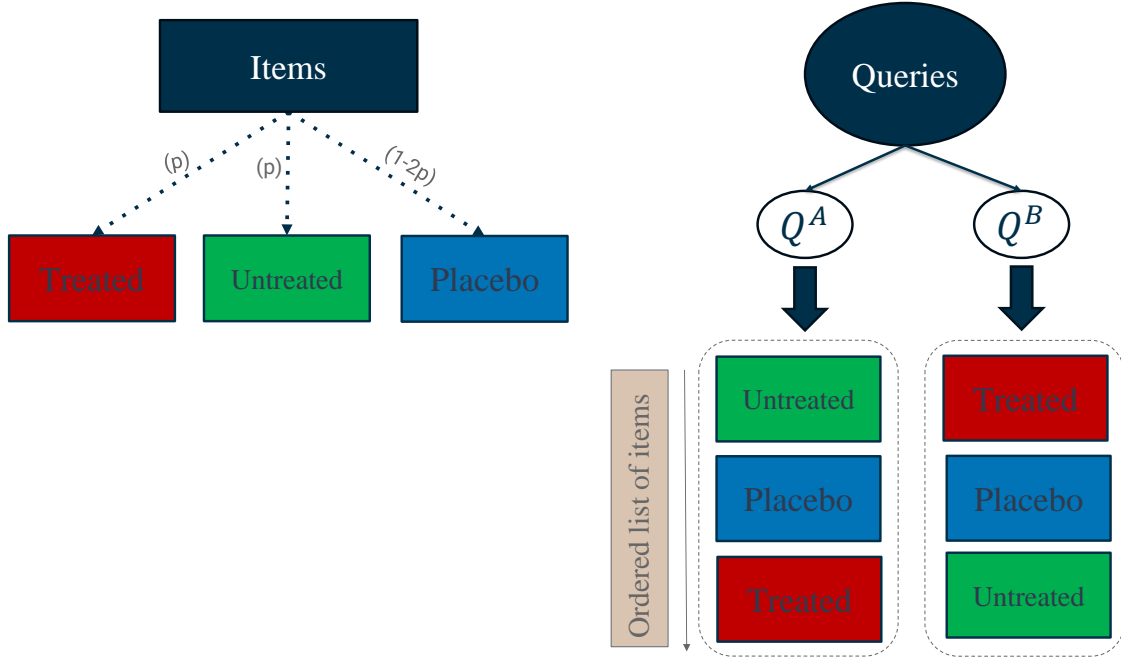 Items
(p)
(p)
(1-2p)
Treated
Untreated
Placebo
Queries
Q^A
Q^B
Ordered list of items
Untreated
Placebo
Treated
Treated
Placebo
Untreated